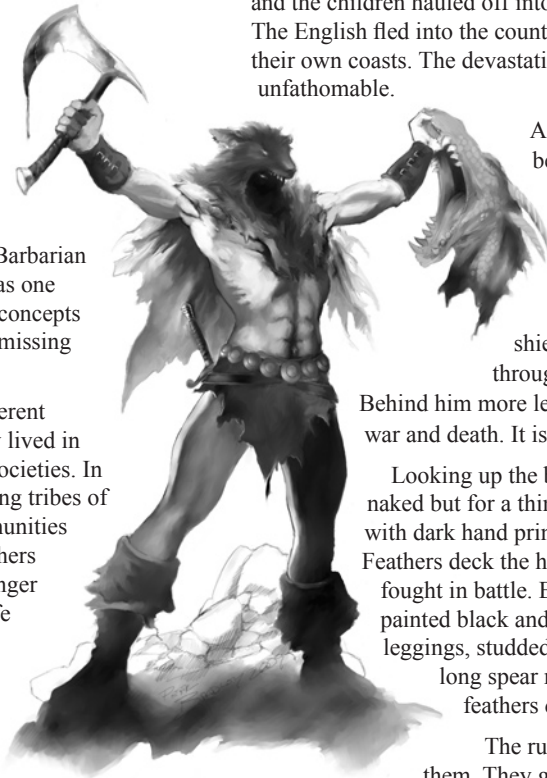 Barbarian
as one
concepts
missing
erent
lived in
ocieties. In
ng tribes of
unities
hers
nger
fe
and the children hauled off into
The English fled into the count
their own coasts. The devastati
unfathomable.
A
be
shie
throug
Behind him more le
war and death. It is
Looking up the b
naked but for a thin
with dark hand prin
Feathers deck the h
fought in battle. E
painted black and
leggings, studded
long spear r
feathers o
The ru
them. They g